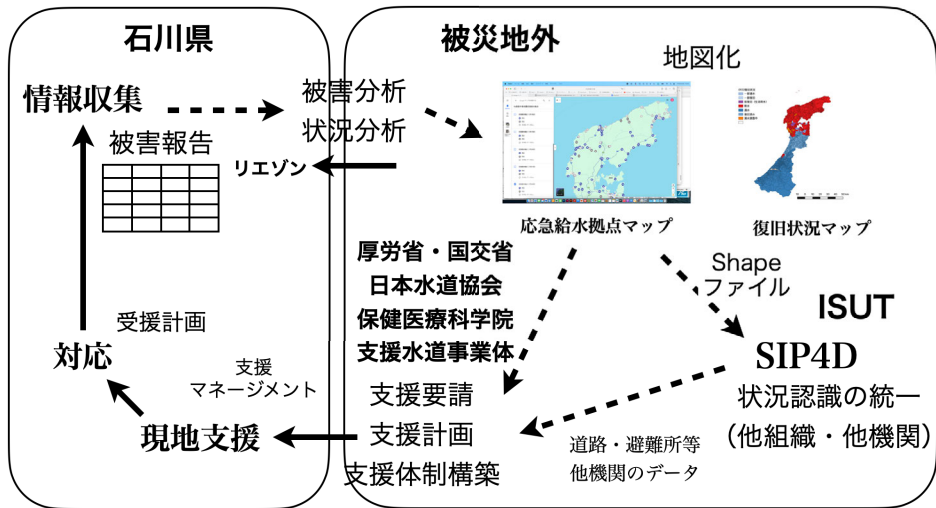 石川県
情報収集
被害報告
リエゾン
受援計画
対応
支援
マネージメント
現地支援
被災地外
被害分析
状況分析
地図化
応急給水拠点マップ
復旧状況マップ
厚労省・国交省
日本水道協会
保健医療科学院
支援水道事業体
支援要請
支援計画
支援体制構築
Shape
ファイル
ISUT
SIP4D
状況認識の統一
（他組織・他機関）
道路・避難所等
他機関のデータ